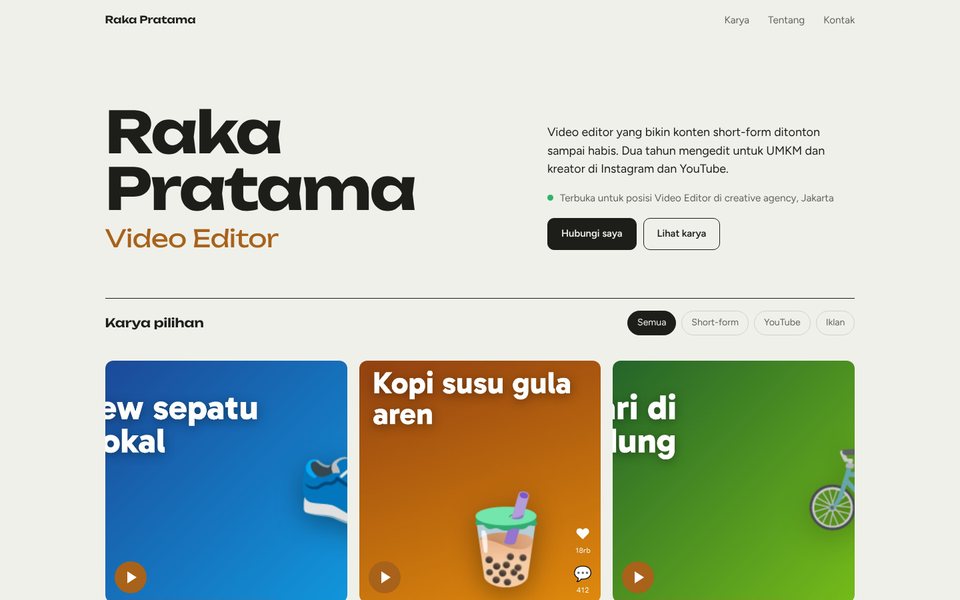 Raka Pratama
Karya Tentang Kontak
Raka
Pratama
Video Editor
Video editor yang bikin konten short-form ditonton
sampai habis. Dua tahun mengedit untuk UMKM dan
kreator di Instagram dan YouTube.
Terbuka untuk posisi Video Editor di creative agency, Jakarta
Hubungi saya Lihat karya
Karya pilihan
Semua Short-form YouTube Iklan
ew sepatu
okal
Kopi susu gula
aren
18rb
412
ri di
ung